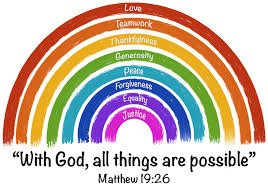 Love
Teamwork
Thankfulness
Generosity
Peace
Forgiveness
Equality
Justice
“With God, all things are possible”
Matthew 19:26